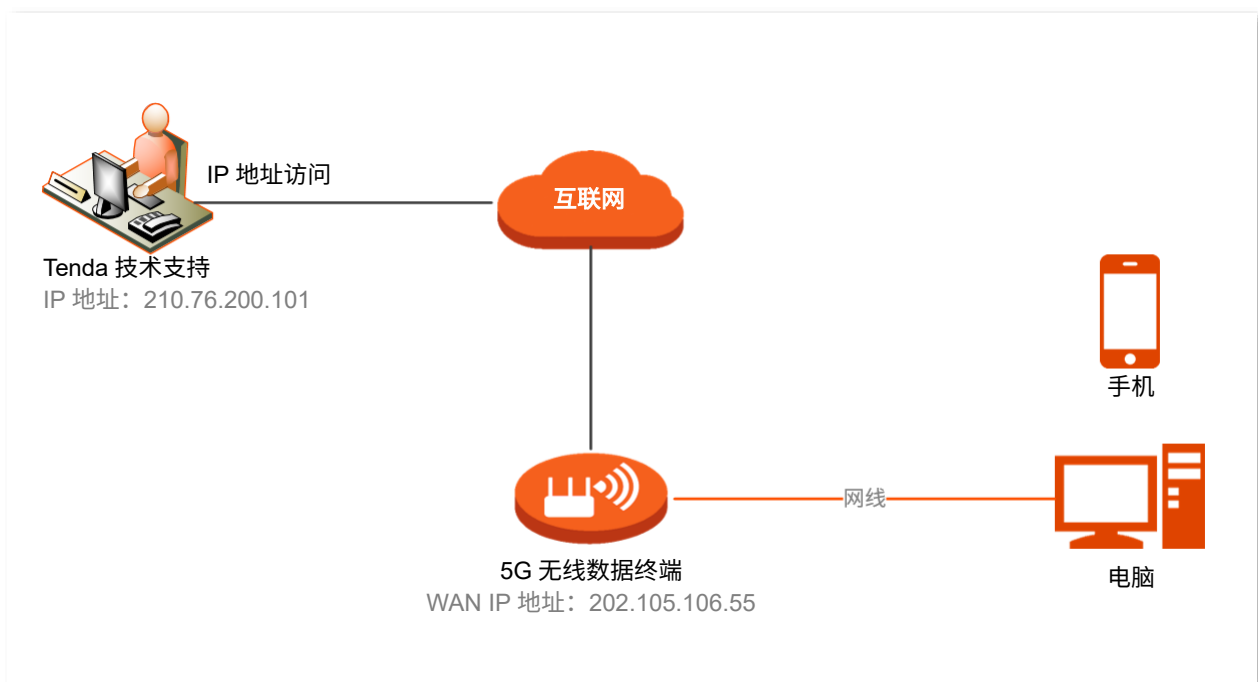 IP 地址访问
互联网
Tenda 技术支持
IP 地址：210.76.200.101
手机
网线
5G 无线数据终端
WAN IP 地址：202.105.106.55
电脑